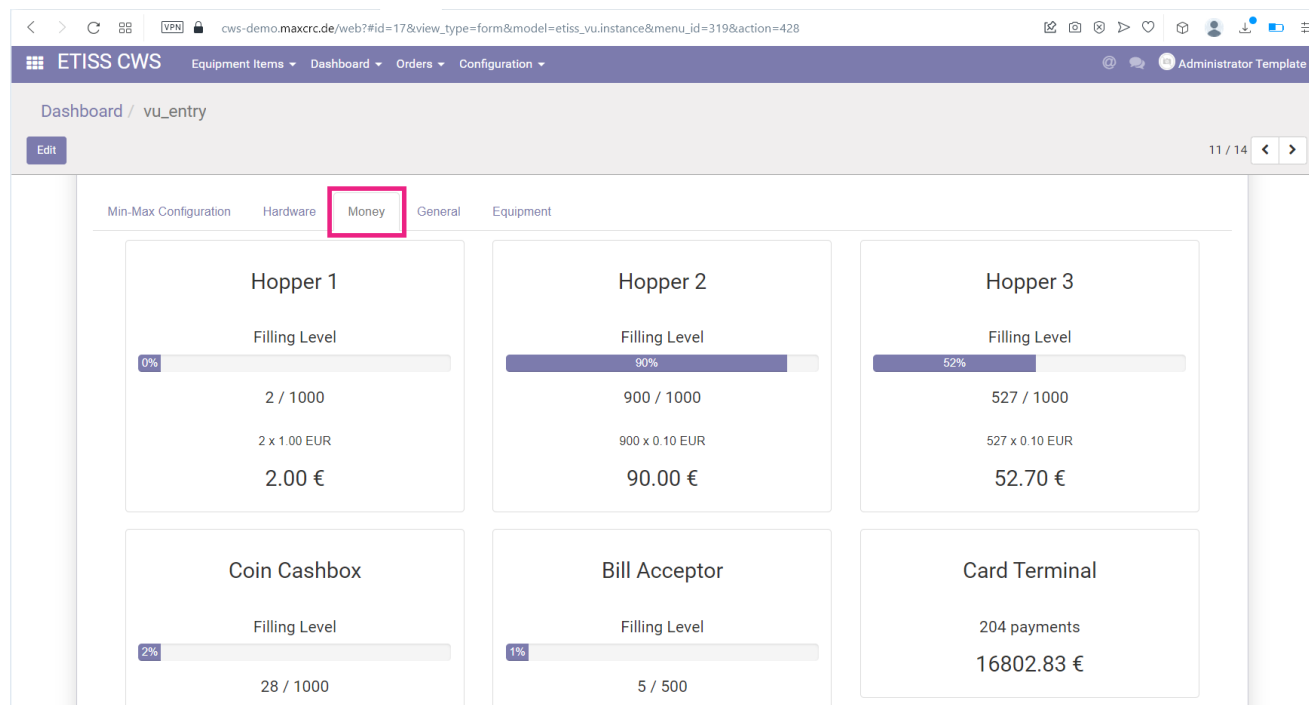 VPN cws-demo.maxcrc.de/web?#id=17&view_type=form&model=etiss_vu.instance&menu_id=319&action=428
ETISS CWS Equipment Items Dashboard Orders Configuration @ Administrator Template
Dashboard / vu_entry
Edit 11 / 14
Min-Max Configuration Hardware Money General Equipment
Hopper 1 Hopper 2 Hopper 3
Filling Level Filling Level Filling Level
0% 90% 52%
2 / 1000 900 / 1000 527 / 1000
2 x 1.00 EUR 900 x 0.10 EUR 527 x 0.10 EUR
2.00 € 90.00 € 52.70 €
Coin Cashbox Bill Acceptor Card Terminal
Filling Level Filling Level 204 payments
2% 1% 16802.83 €
28 / 1000 5 / 500